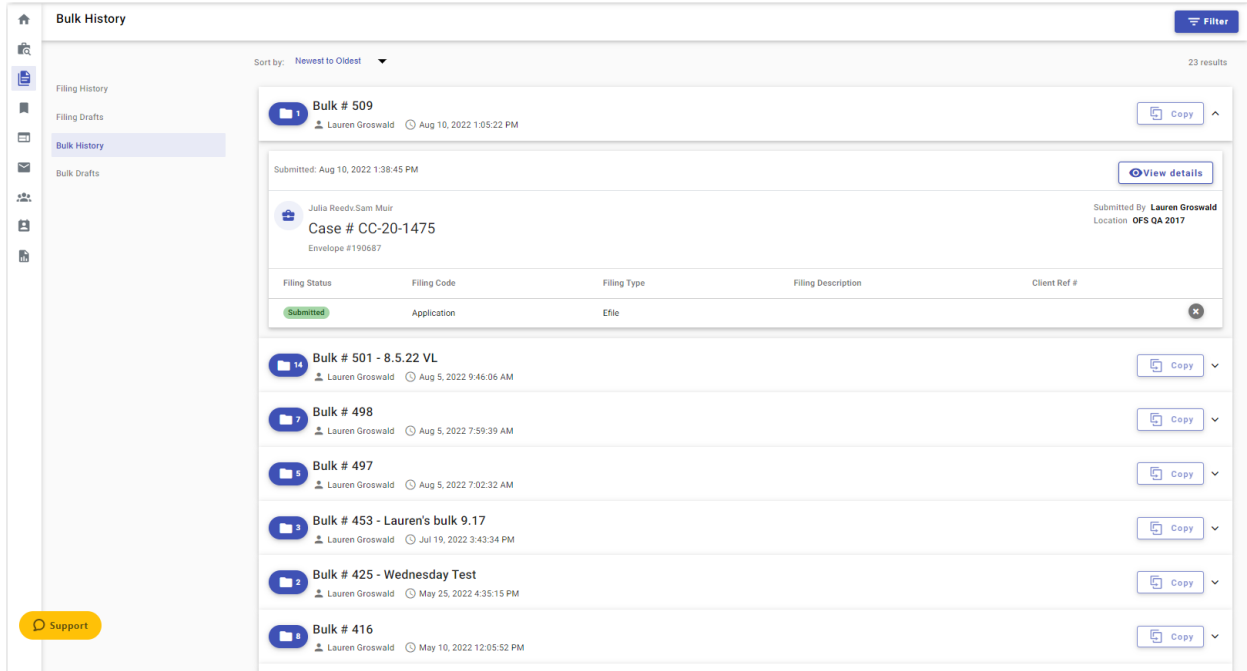 Bulk History
Filter
Sort by: Newest to Oldest
23 results
Filing History
Filing Drafts
Bulk History
Bulk Drafts
1 Bulk # 509
Lauren Groswald Aug 10, 2022 1:05:22 PM
Copy
Submitted: Aug 10, 2022 1:38:45 PM
View details
Julia Reedv.Sam Muir
Case # CC-20-1475
Envelope #190687
Submitted By Lauren Groswald
Location OFS QA 2017
Filing Status Filing Code Filing Type Filing Description Client Ref #
Submitted Application Efile
14 Bulk # 501 - 8.5.22 VL
Lauren Groswald Aug 5, 2022 9:46:06 AM
Copy
7 Bulk # 498
Lauren Groswald Aug 5, 2022 7:59:39 AM
Copy
5 Bulk # 497
Lauren Groswald Aug 5, 2022 7:02:32 AM
Copy
3 Bulk # 453 - Lauren's bulk 9.17
Lauren Groswald Jul 19, 2022 3:43:34 PM
Copy
2 Bulk # 425 - Wednesday Test
Lauren Groswald May 25, 2022 4:35:15 PM
Copy
8 Bulk # 416
Lauren Groswald May 10, 2022 12:05:52 PM
Copy
Support